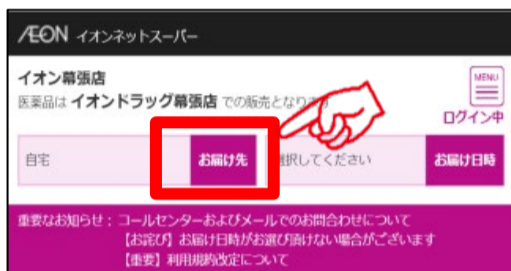 ÆON イオンネットスーパー
イオン幕張店
MENU
医薬品は イオンドラッグ幕張店 での販売となります
ログイン中
自宅 お届け先 択してください お届け日時
重要なお知らせ： コールセンターおよびメールでのお問合わせについて
【お詫び】お届け日時がお選び頂けない場合がございます
【重要】利用規約改定について